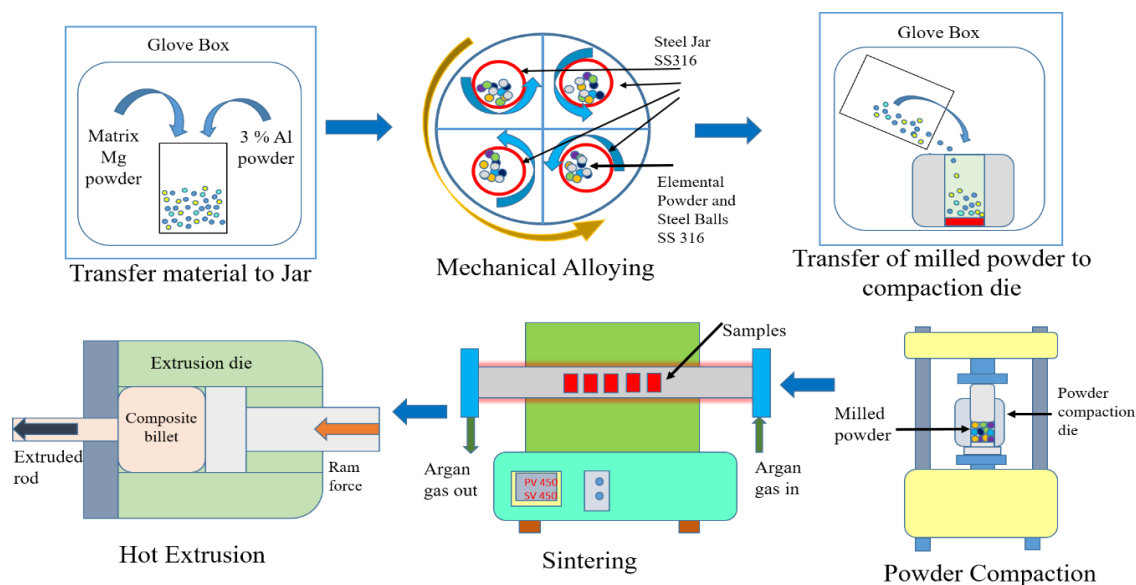 Glove Box
Matrix
Mg
powder
3 % Al
powder
Transfer material to Jar
Steel Jar
SS316
Elemental
Powder and
Steel Balls
SS 316
Mechanical Alloying
Glove Box
Transfer of milled powder to
compaction die
Extrusion die
Composite
billet
Extruded
rod
Ram
force
Hot Extrusion
Samples
Argan
gas out
PV 450
SV 450
Argan
gas in
Sintering
Milled
powder
Powder
compaction
die
Powder Compaction